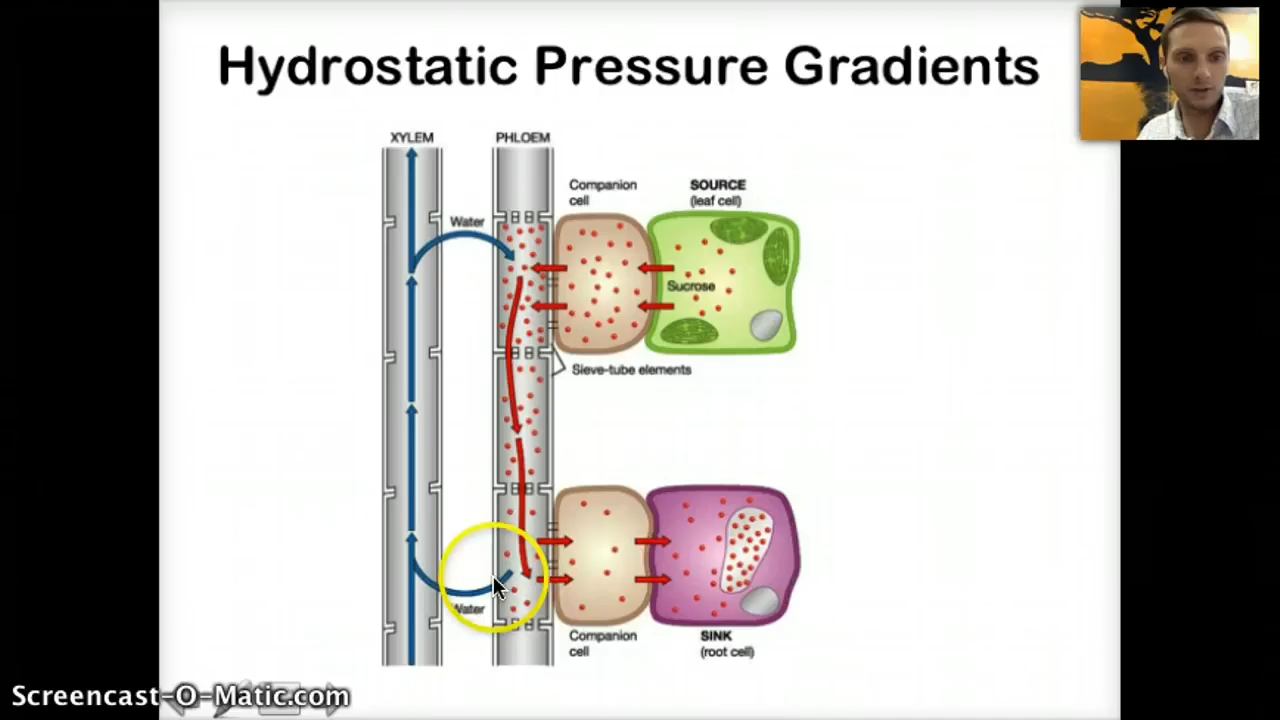 Hydrostatic Pressure Gradients
XYLEM
PHLOEM
Companion
cell
SOURCE
(leaf cell)
Water
Sucrose
Sieve-tube elements
Water
Companion
cell
SINK
(root cell)
Screencast-O-Matic.com